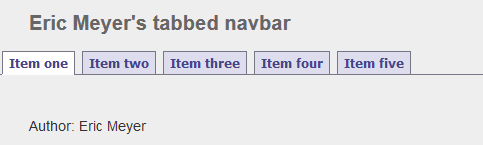 Eric Meyer's tabbed navbar
Item one Item two Item three Item four Item five
Author: Eric Meyer